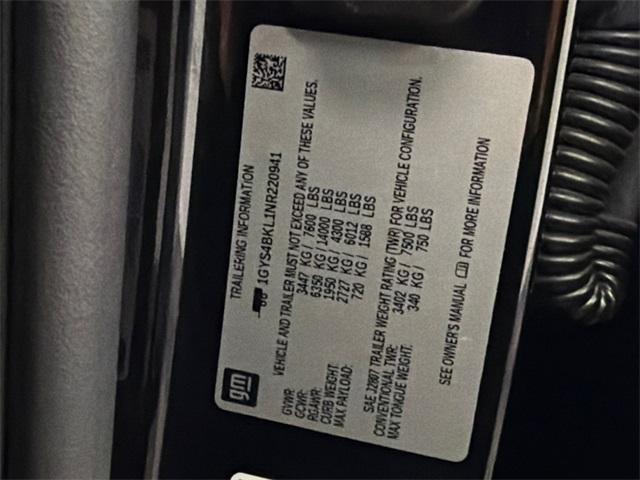 gm
TRAILERING INFORMATION
1GYS4BKL1NR220941
VEHICLE AND TRAILER MUST NOT EXCEED ANY OF THESE VALUES.
GVWR: 3447 KG / 7600 LBS
GCWR: 6350 KG / 14000 LBS
RGAWR: 1950 KG / 4300 LBS
CURB WEIGHT: 2727 KG / 6012 LBS
MAX PAYLOAD: 720 KG / 1588 LBS
SAE J2807 TRAILER WEIGHT RATING (TWR) FOR VEHICLE CONFIGURATION.
CONVENTIONAL TWR: 3402 KG / 7500 LBS
MAX TONGUE WEIGHT: 340 KG / 750 LBS
SEE OWNER'S MANUAL FOR MORE INFORMATION